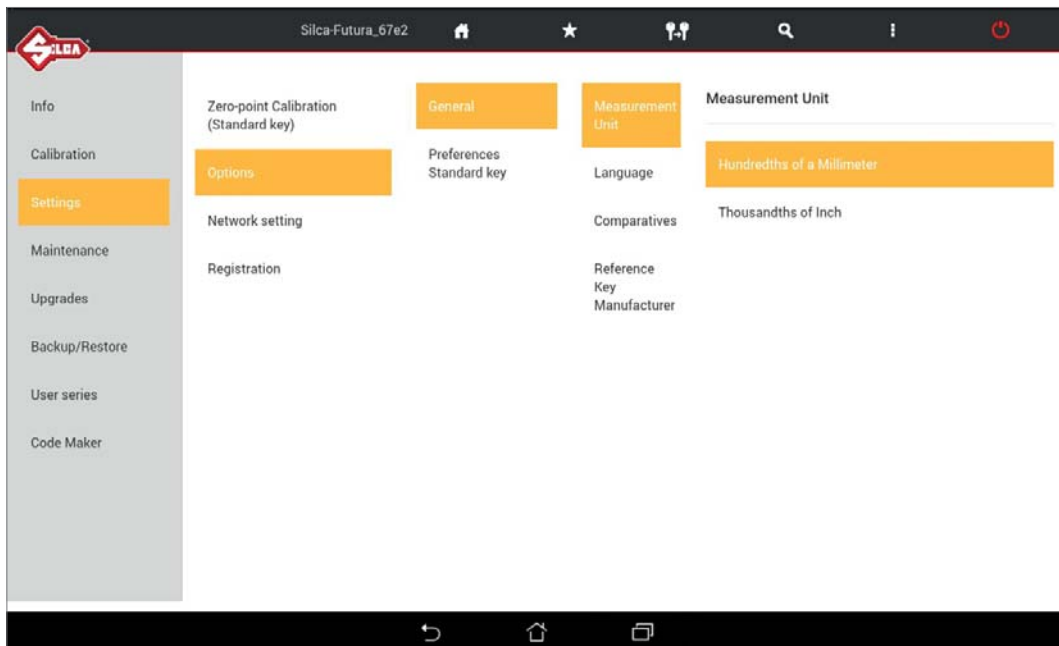 SILCA
Silca-Futura_67e2
Info
Calibration
Settings
Maintenance
Upgrades
Backup/Restore
User series
Code Maker
Zero-point Calibration
(Standard key)
Options
Network setting
Registration
General
Preferences
Standard key
Measurement
Unit
Language
Comparatives
Reference
Key
Manufacturer
Measurement Unit
Hundredths of a Millimeter
Thousandths of Inch